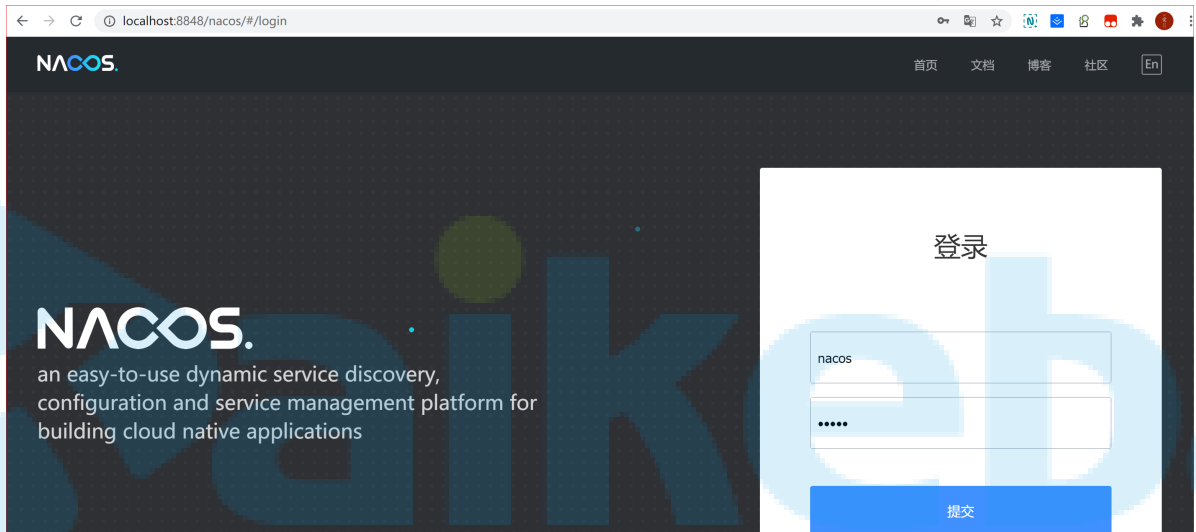 localhost:8848/nacos/#/login
NACOS.
首页 文档 博客 社区 En
登录
NACOS.
an easy-to-use dynamic service discovery,
configuration and service management platform for
building cloud native applications
nacos
•••••
提交
aikeb